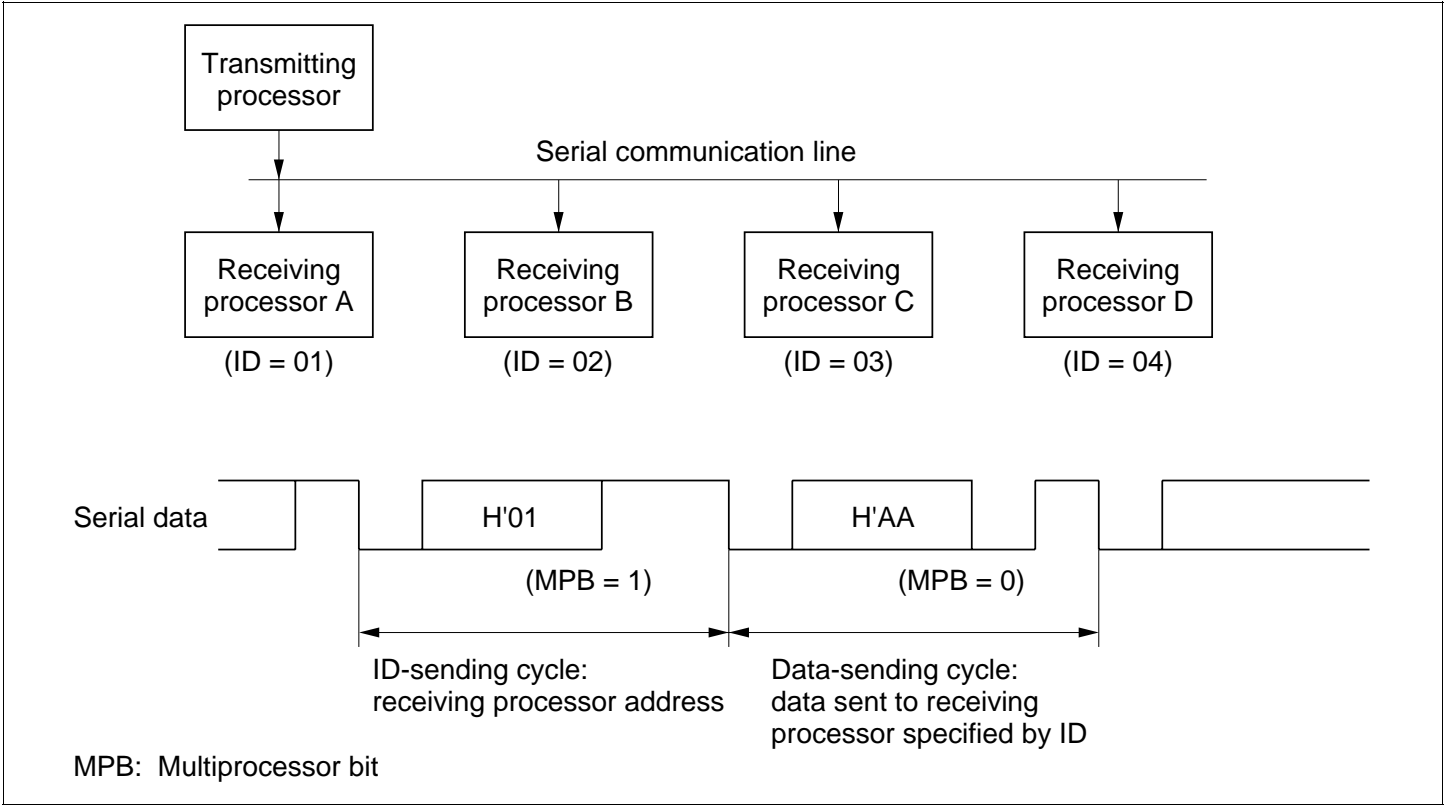 Transmitting
processor
Serial communication line
Receiving
processor A
Receiving
processor B
Receiving
processor C
Receiving
processor D
(ID = 01)
(ID = 02)
(ID = 03)
(ID = 04)
Serial data
H'01
H'AA
(MPB = 1)
(MPB = 0)
ID-sending cycle:
receiving processor address
Data-sending cycle:
data sent to receiving
processor specified by ID
MPB: Multiprocessor bit